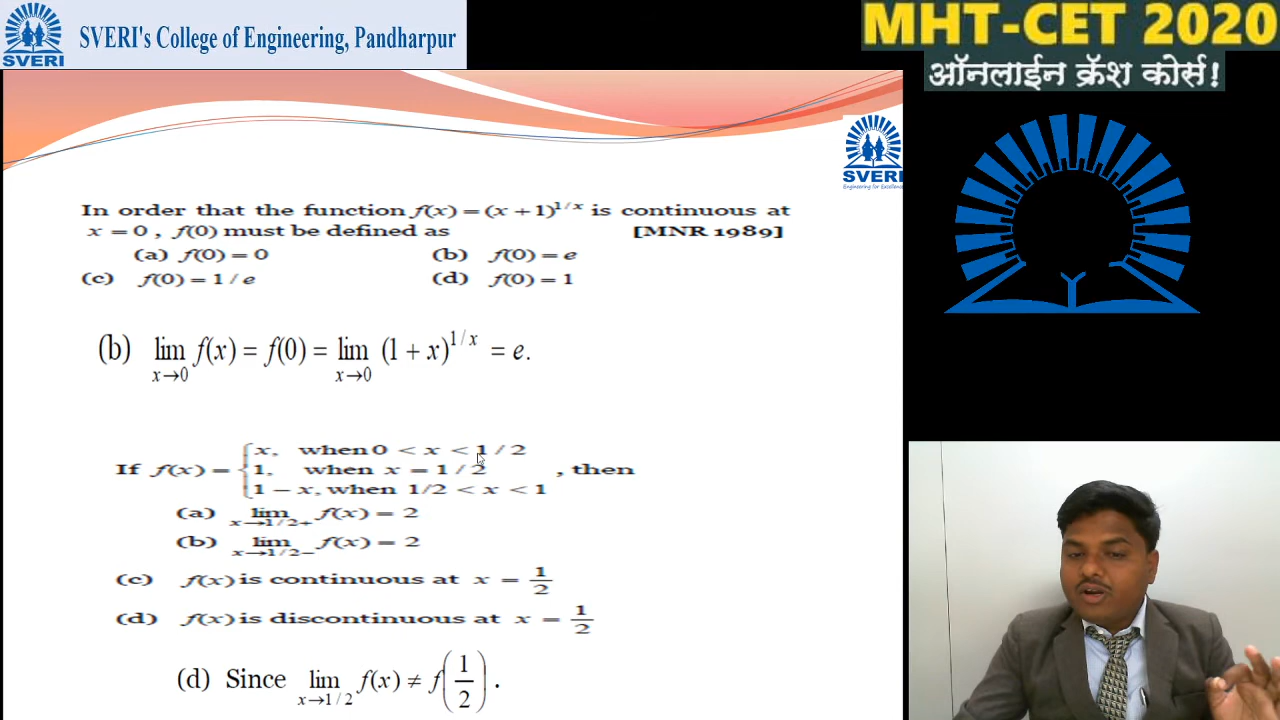 SVERI's College of Engineering, Pandharpur
SVERI
MHT-CET 2020
ऑनलाईन क्रॅश कोर्स!
SVERI
Engineering for Excellence
In order that the function f(x) = (x + 1)^{1/x} is continuous at
x = 0 , f(0) must be defined as [MNR 1989]
(a) f(0) = 0 (b) f(0) = e
(c) f(0) = 1 / e (d) f(0) = 1
(b) lim_{x→0} f(x) = f(0) = lim_{x→0} (1 + x)^{1/x} = e.
x, when 0 < x < 1 / 2
If f(x) = { 1, when x = 1 / 2 , then
1 − x, when 1/2 < x < 1
(a) lim_{x→1/2+} f(x) = 2
(b) lim_{x→1/2−} f(x) = 2
(c) f(x) is continuous at x = 1/2
(d) f(x) is discontinuous at x = 1/2
(d) Since lim_{x→1/2} f(x) ≠ f(1/2).